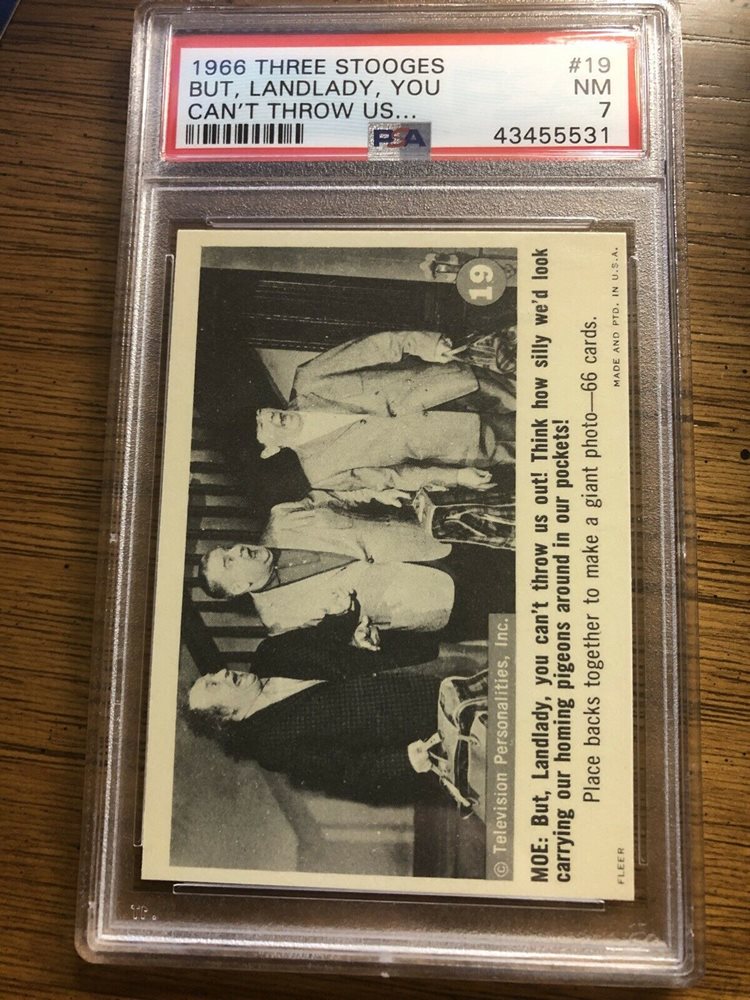 1966 THREE STOOGES #19
BUT, LANDLADY, YOU NM
CAN'T THROW US... 7
PSA 43455531
19
© Television Personalities, Inc.
MOE: But, Landlady, you can't throw us out! Think how silly we'd look
carrying our homing pigeons around in our pockets!
Place backs together to make a giant photo—66 cards.
FLEER MADE AND PTD. IN U.S.A.